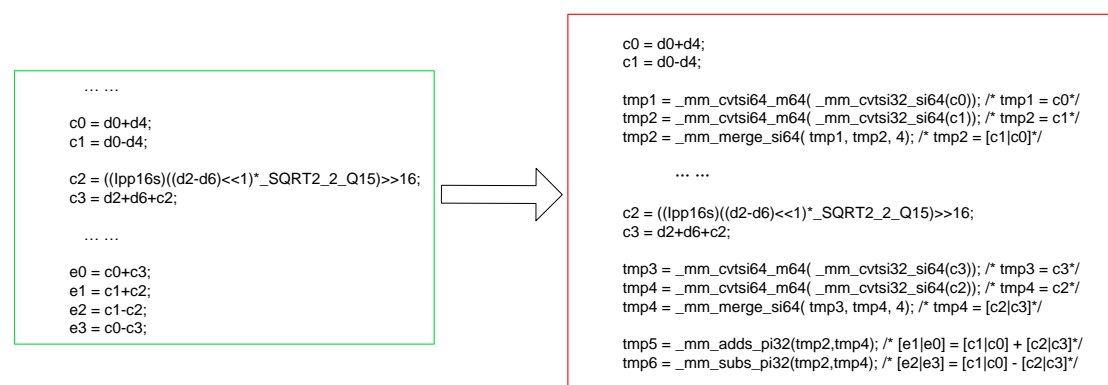 ... ...
c0 = d0+d4;
c1 = d0-d4;
c2 = ((Ipp16s)((d2-d6)<<1)*_SQRT2_2_Q15)>>16;
c3 = d2+d6+c2;
... ...
e0 = c0+c3;
e1 = c1+c2;
e2 = c1-c2;
e3 = c0-c3;
c0 = d0+d4;
c1 = d0-d4;
tmp1 = _mm_cvtsi64_m64( _mm_cvtsi32_si64(c0)); /* tmp1 = c0*/
tmp2 = _mm_cvtsi64_m64( _mm_cvtsi32_si64(c1)); /* tmp2 = c1*/
tmp2 = _mm_merge_si64( tmp1, tmp2, 4); /* tmp2 = [c1|c0]*/
... ...
c2 = ((Ipp16s)((d2-d6)<<1)*_SQRT2_2_Q15)>>16;
c3 = d2+d6+c2;
tmp3 = _mm_cvtsi64_m64( _mm_cvtsi32_si64(c3)); /* tmp3 = c3*/
tmp4 = _mm_cvtsi64_m64( _mm_cvtsi32_si64(c2)); /* tmp4 = c2*/
tmp4 = _mm_merge_si64( tmp3, tmp4, 4); /* tmp4 = [c2|c3]*/
tmp5 = _mm_adds_pi32(tmp2,tmp4); /* [e1|e0] = [c1|c0] + [c2|c3]*/
tmp6 = _mm_subs_pi32(tmp2,tmp4); /* [e2|e3] = [c1|c0] - [c2|c3]*/